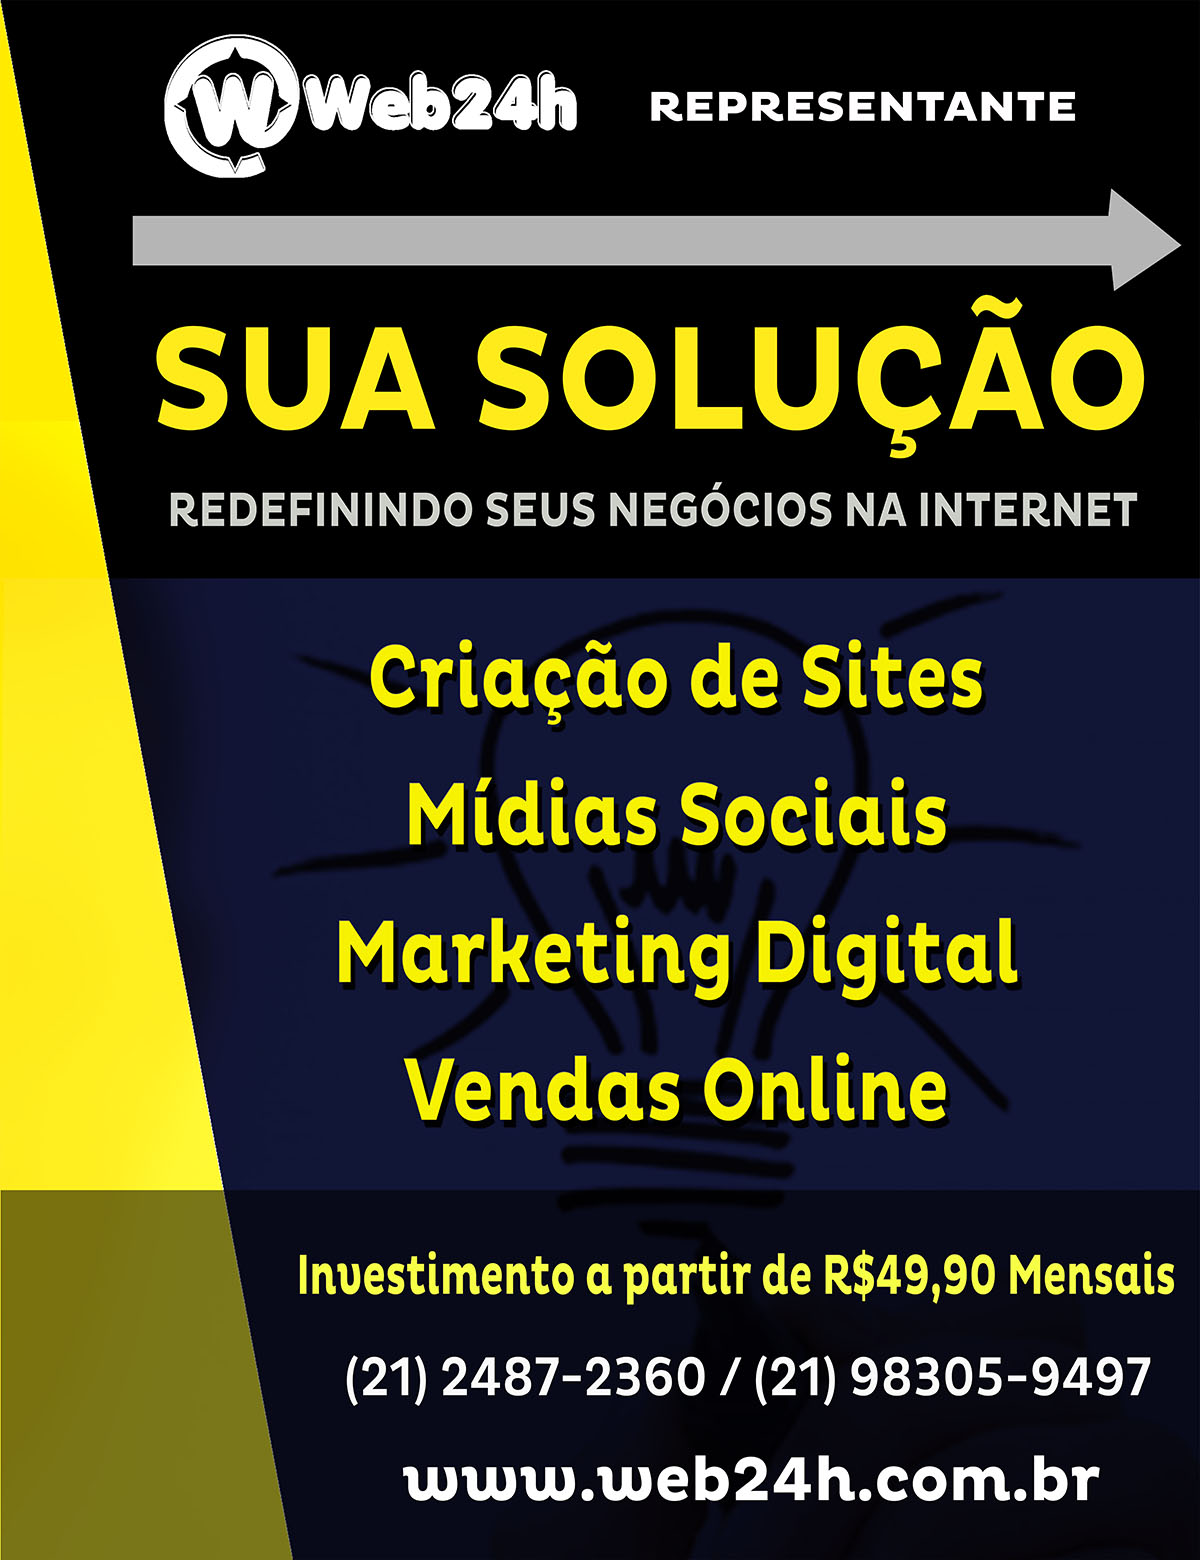 W Web24h REPRESENTANTE
SUA SOLUÇÃO
REDEFININDO SEUS NEGÓCIOS NA INTERNET
Criação de Sites
Mídias Sociais
Marketing Digital
Vendas Online
Investimento a partir de R$49,90 Mensais
(21) 2487-2360 / (21) 98305-9497
www.web24h.com.br